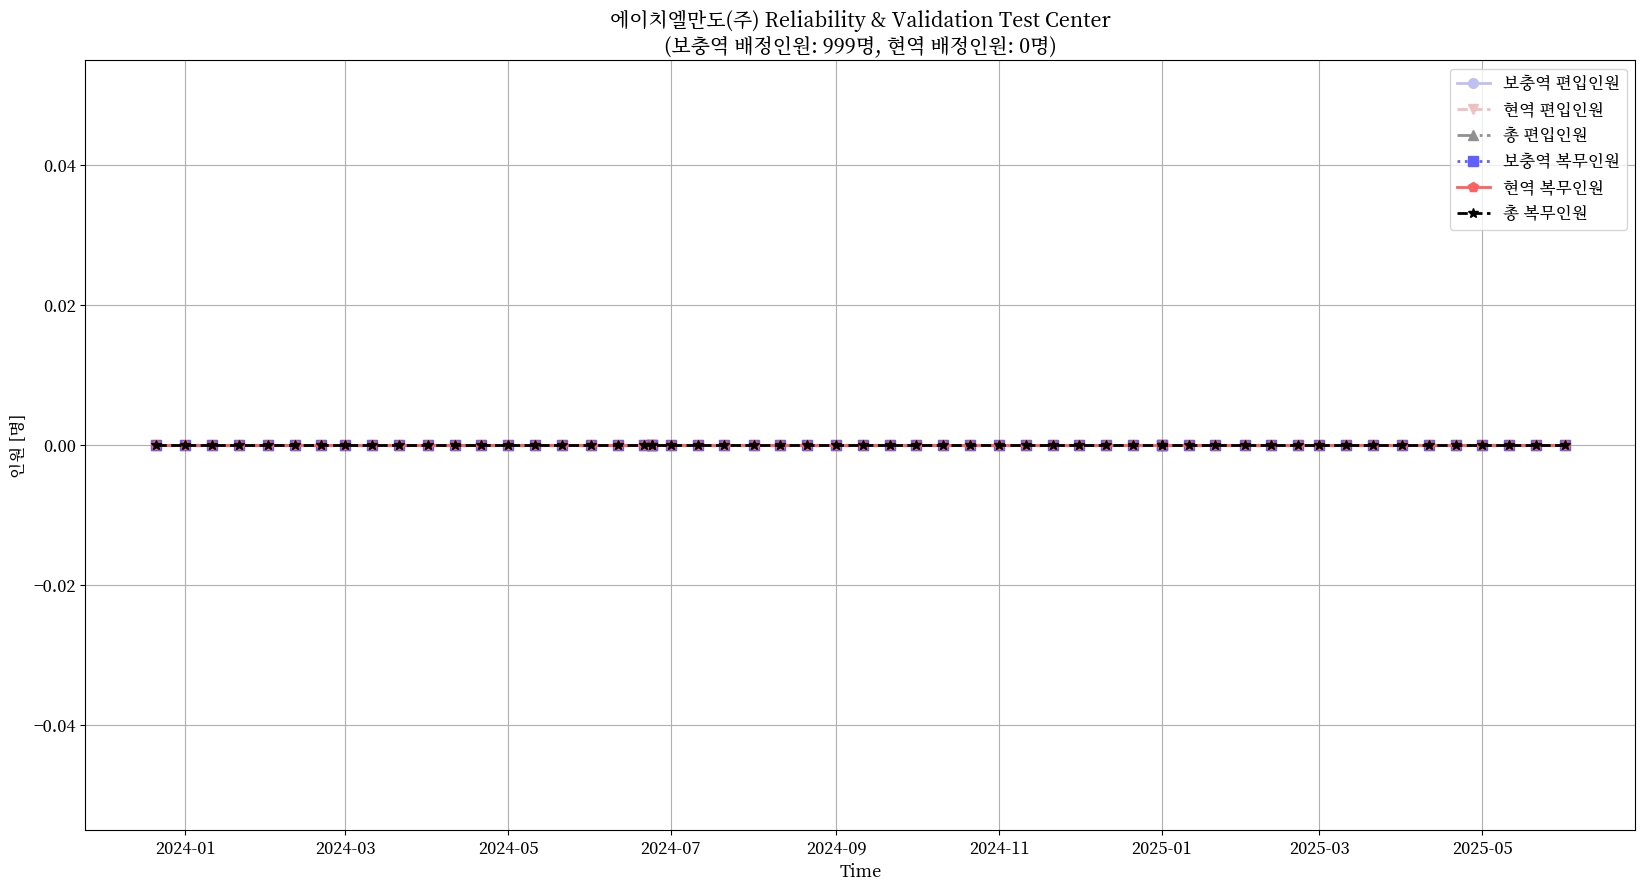 에이치엘만도(주) Reliability & Validation Test Center
(보충역 배정인원: 999명, 현역 배정인원: 0명)
보충역 편입인원
현역 편입인원
총 편입인원
보충역 복무인원
현역 복무인원
총 복무인원
0.04
0.02
0.00
−0.02
−0.04
인원 [명]
2024-01 2024-03 2024-05 2024-07 2024-09 2024-11 2025-01 2025-03 2025-05
Time